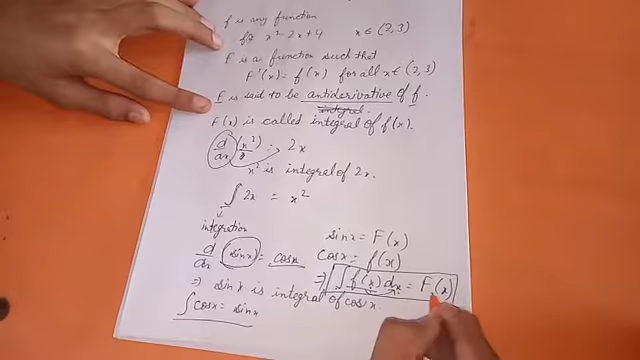 f is any function
f(x) x² - 2x + 4 x ∈ (2, 3)
F is a function such that
F'(x) = f(x) for all x ∈ (2, 3)
F is said to be antiderivative of f.
integral.
F(x) is called integral of f(x).
d/dx (x²) = 2x
x² is integral of 2x.
∫ 2x = x²
integration
sin x = F(x)
d/dx (sin x) = cos x
cos x = f(x)
⇒ ∫ f(x) dx = F(x)
⇒ sin x is integral of cos x.
∫ cos x = sin x